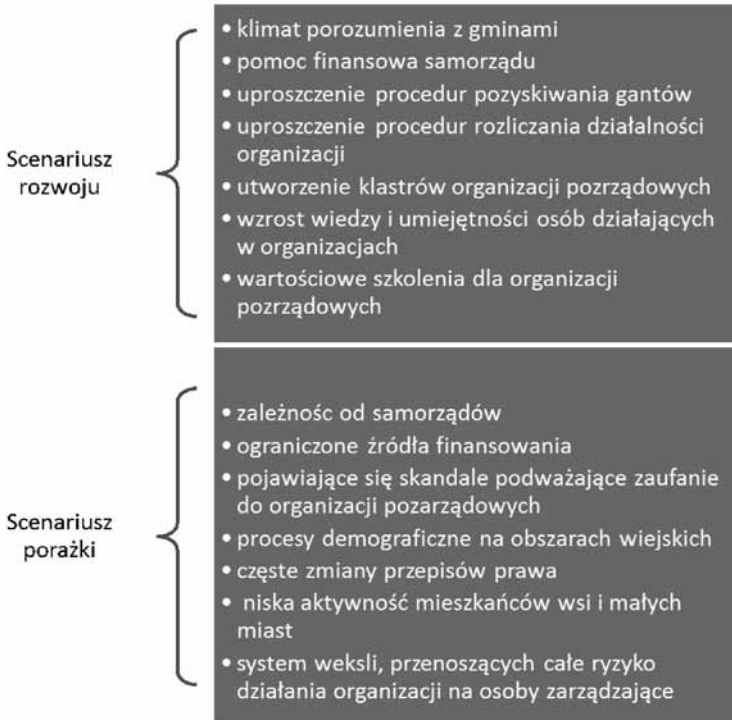 Scenariusz
rozwoju
• klimat porozumienia z gminami
• pomoc finansowa samorządu
• uproszczenie procedur pozyskiwania gantów
• uproszczenie procedur rozliczania działalności
organizacji
• utworzenie klastrów organizacji pozrządowych
• wzrost wiedzy i umiejętności osób działających
w organizacjach
• wartościowe szkolenia dla organizacji
pozrządowych
Scenariusz
porażki
• zależnośc od samorządów
• ograniczone źródła finansowania
• pojawiające się skandale podważające zaufanie
do organizacji pozarządowych
• procesy demograficzne na obszarach wiejskich
• częste zmiany przepisów prawa
• niska aktywność mieszkańców wsi i małych
miast
• system weksli, przenoszących całe ryzyko
działania organizacji na osoby zarządzające